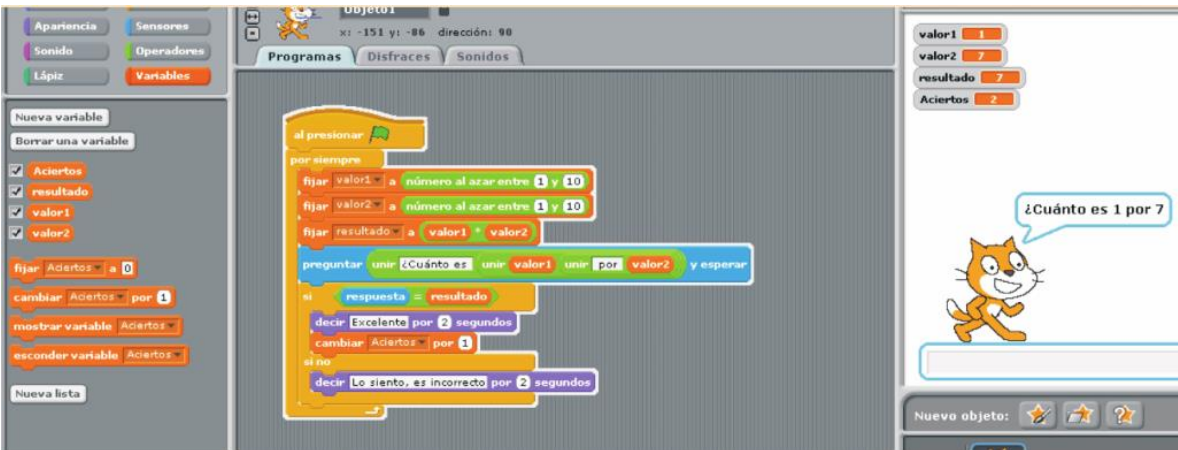 Apariencia Sensores
Sonido Operadores
Lápiz Variables
Nueva variable
Borrar una variable
Aciertos
resultado
valor1
valor2
fijar Aciertos a 0
cambiar Aciertos por 1
mostrar variable Aciertos
esconder variable Aciertos
Nueva lista
Objeto1
x: -151 y: -86 dirección: 90
Programas Disfraces Sonidos
al presionar
por siempre
fijar valor1 a número al azar entre 1 y 10
fijar valor2 a número al azar entre 1 y 10
fijar resultado a valor1 * valor2
preguntar unir ¿Cuánto es unir valor1 unir por valor2 y esperar
si respuesta = resultado
decir Excelente por 2 segundos
cambiar Aciertos por 1
si no
decir Lo siento, es incorrecto por 2 segundos
valor1 1
valor2 7
resultado 7
Aciertos 2
¿Cuánto es 1 por 7
Nuevo objeto: